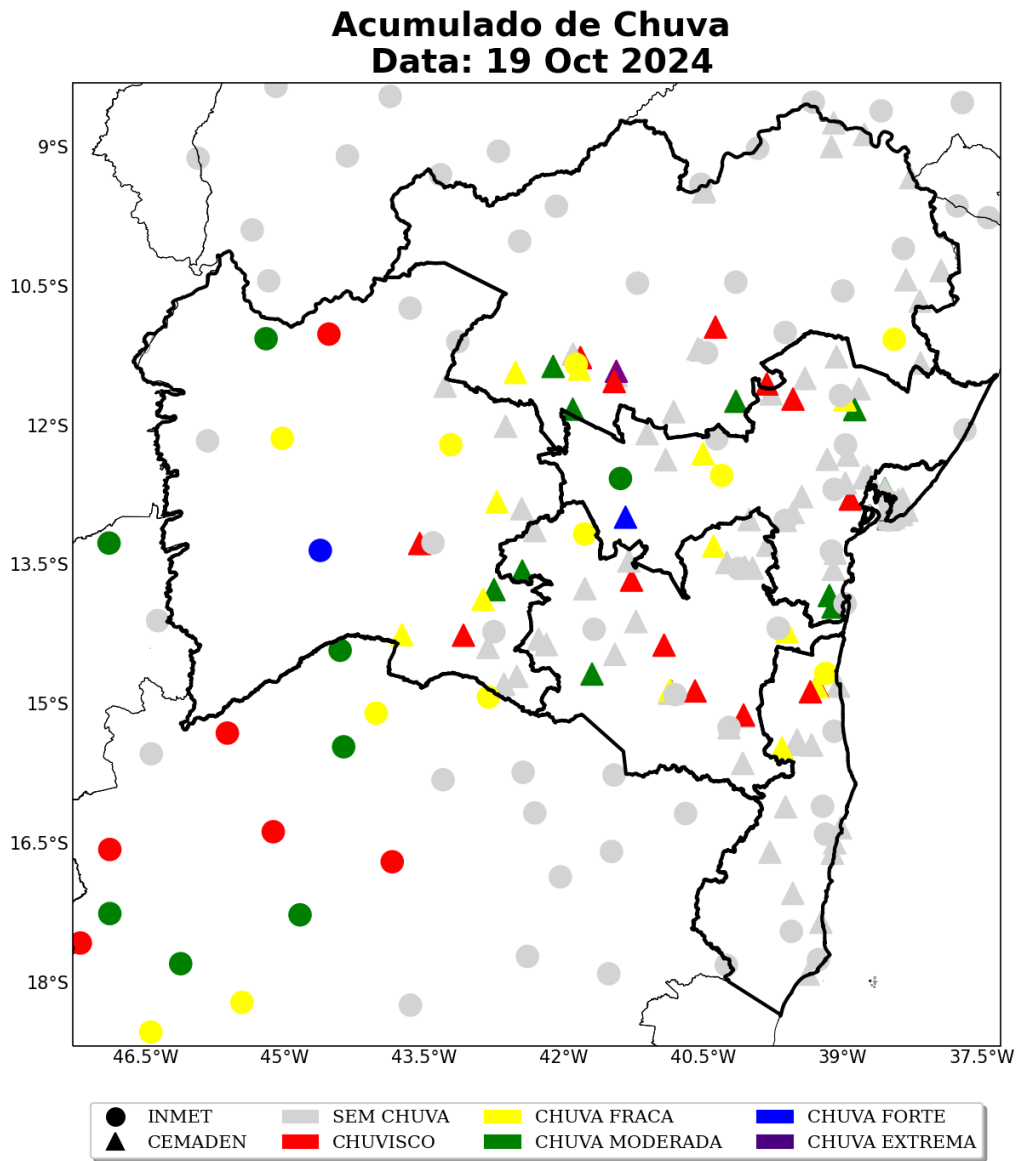 Acumulado de Chuva
Data: 19 Oct 2024
9°S
10.5°S
12°S
13.5°S
15°S
16.5°S
18°S
46.5°W 45°W 43.5°W 42°W 40.5°W 39°W 37.5°W
INMET SEM CHUVA CHUVA FRACA CHUVA FORTE
CEMADEN CHUVISCO CHUVA MODERADA CHUVA EXTREMA